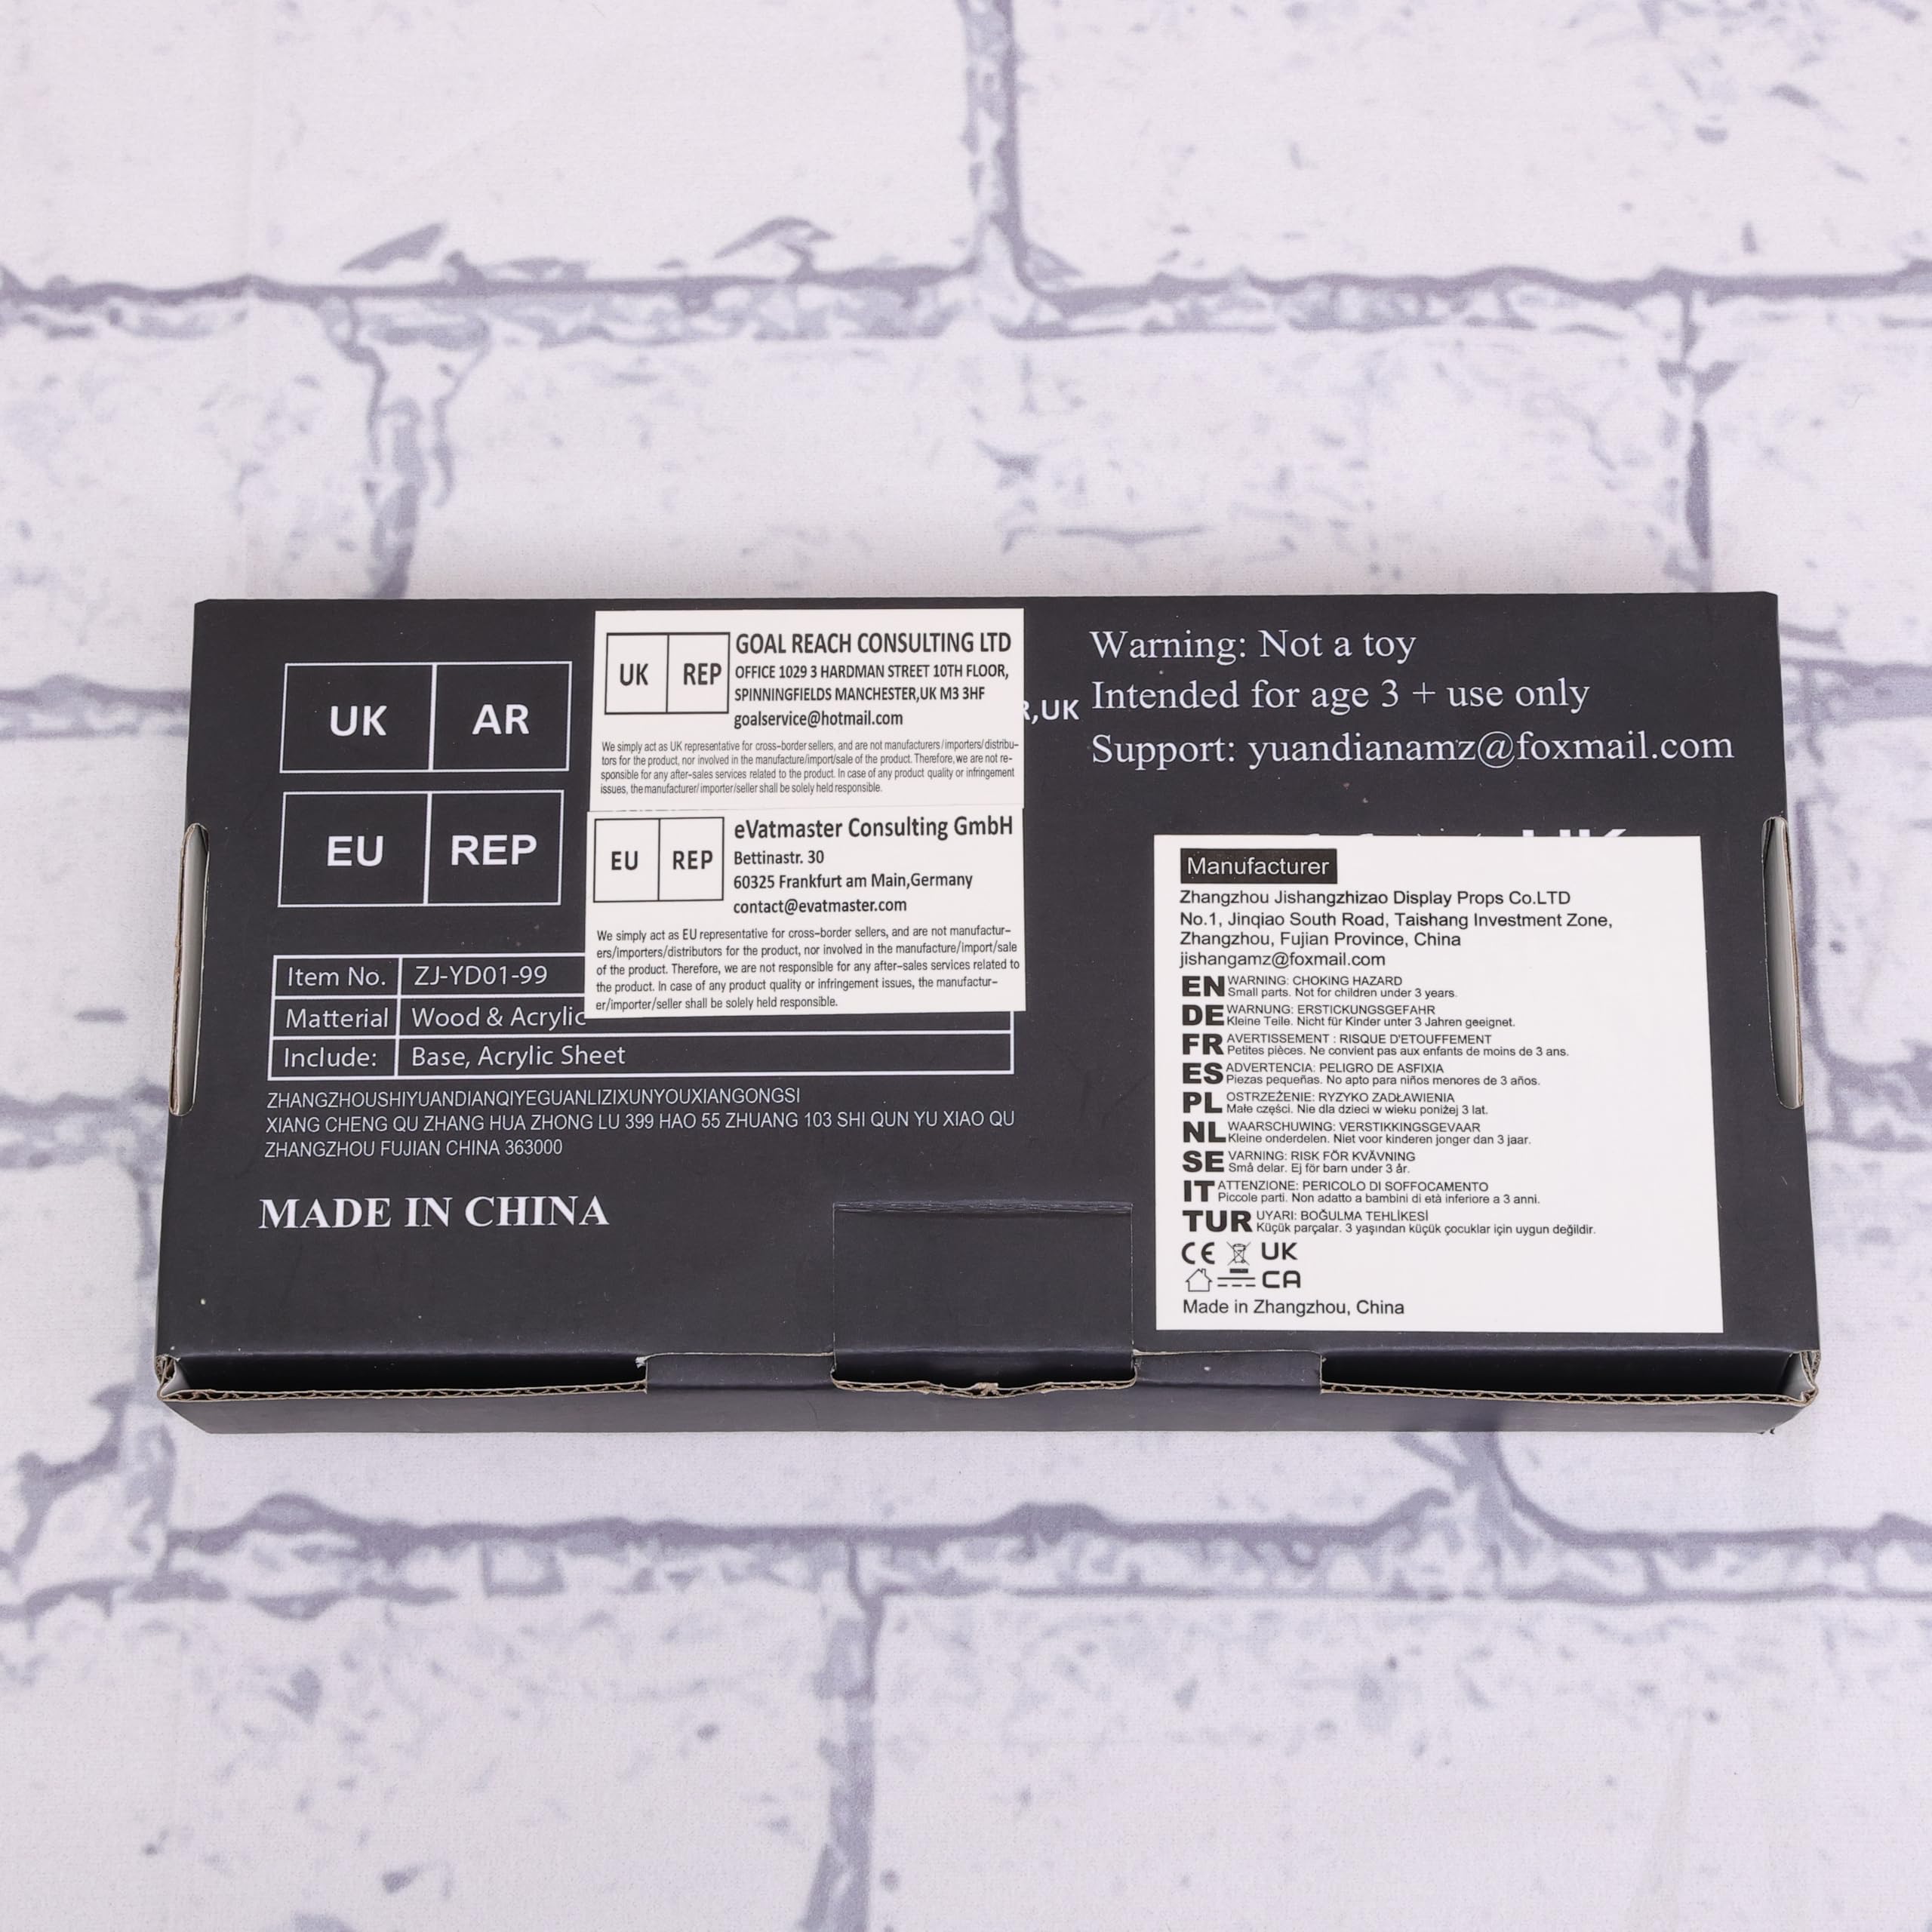 UK AR
EU REP
UK REP
GOAL REACH CONSULTING LTD
OFFICE 1029 3 HARDMAN STREET 10TH FLOOR,
SPINNINGFIELDS MANCHESTER,UK M3 3HF
goalservice@hotmail.com
We simply act as UK representative for cross-border sellers, and are not manufacturers/importers/distribu-
tors for the product, nor involved in the manufacture/import/sale of the product. Therefore, we are not re-
sponsible for any after-sales services related to the product. In case of any product quality or infringement
issues, the manufacturer/importer/seller shall be solely held responsible.
EU REP
eVatmaster Consulting GmbH
Bettinastr. 30
60325 Frankfurt am Main,Germany
contact@evatmaster.com
We simply act as EU representative for cross-border sellers, and are not manufactur-
ers/importers/distributors for the product, nor involved in the manufacture/import/sale
of the product. Therefore, we are not responsible for any after-sales services related to
the product. In case of any product quality or infringement issues, the manufactur-
er/importer/seller shall be solely held responsible.
Item No. ZJ-YD01-99
Matterial Wood & Acrylic
Include: Base, Acrylic Sheet
ZHANGZHOUSHIYUANDIANQIYEGUANLIZIXUNYOUXIANGONGSI
XIANG CHENG QU ZHANG HUA ZHONG LU 399 HAO 55 ZHUANG 103 SHI QUN YU XIAO QU
ZHANGZHOU FUJIAN CHINA 363000
MADE IN CHINA
,UK
Warning: Not a toy
Intended for age 3 + use only
Support: yuandianamz@foxmail.com
Manufacturer
Zhangzhou Jishangzhizao Display Props Co.LTD
No.1, Jinqiao South Road, Taishang Investment Zone,
Zhangzhou, Fujian Province, China
jishangamz@foxmail.com
EN WARNING: CHOKING HAZARD
Small parts. Not for children under 3 years.
DE WARNUNG: ERSTICKUNGSGEFAHR
Kleine Teile. Nicht für Kinder unter 3 Jahren geeignet.
FR AVERTISSEMENT : RISQUE D'ETOUFFEMENT
Petites pièces. Ne convient pas aux enfants de moins de 3 ans.
ES ADVERTENCIA: PELIGRO DE ASFIXIA
Piezas pequeñas. No apto para niños menores de 3 años.
PL OSTRZEŻENIE: RYZYKO ZADŁAWIENIA
Małe części. Nie dla dzieci w wieku poniżej 3 lat.
NL WAARSCHUWING: VERSTIKKINGSGEVAAR
Kleine onderdelen. Niet voor kinderen jonger dan 3 jaar.
SE VARNING: RISK FÖR KVÄVNING
Små delar. Ej för barn under 3 år.
IT ATTENZIONE: PERICOLO DI SOFFOCAMENTO
Piccole parti. Non adatto a bambini di età inferiore a 3 anni.
TUR UYARI: BOĞULMA TEHLİKESİ
Küçük parçalar. 3 yaşından küçük çocuklar için uygun değildir.
CE UK
CA
Made in Zhangzhou, China